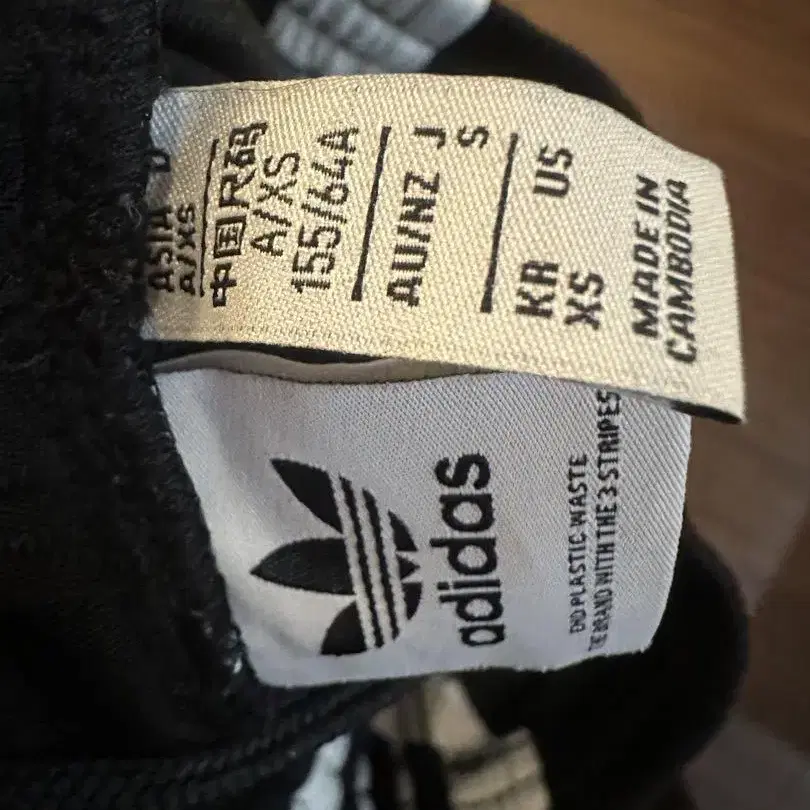 ASIA D
A/XS
中国尺码
A/XS
155/64A
AU/NZ J
S
KR US
XS
MADE IN
CAMBODIA
adidas
END PLASTIC WASTE
THE BRAND WITH THE 3-STRIPES